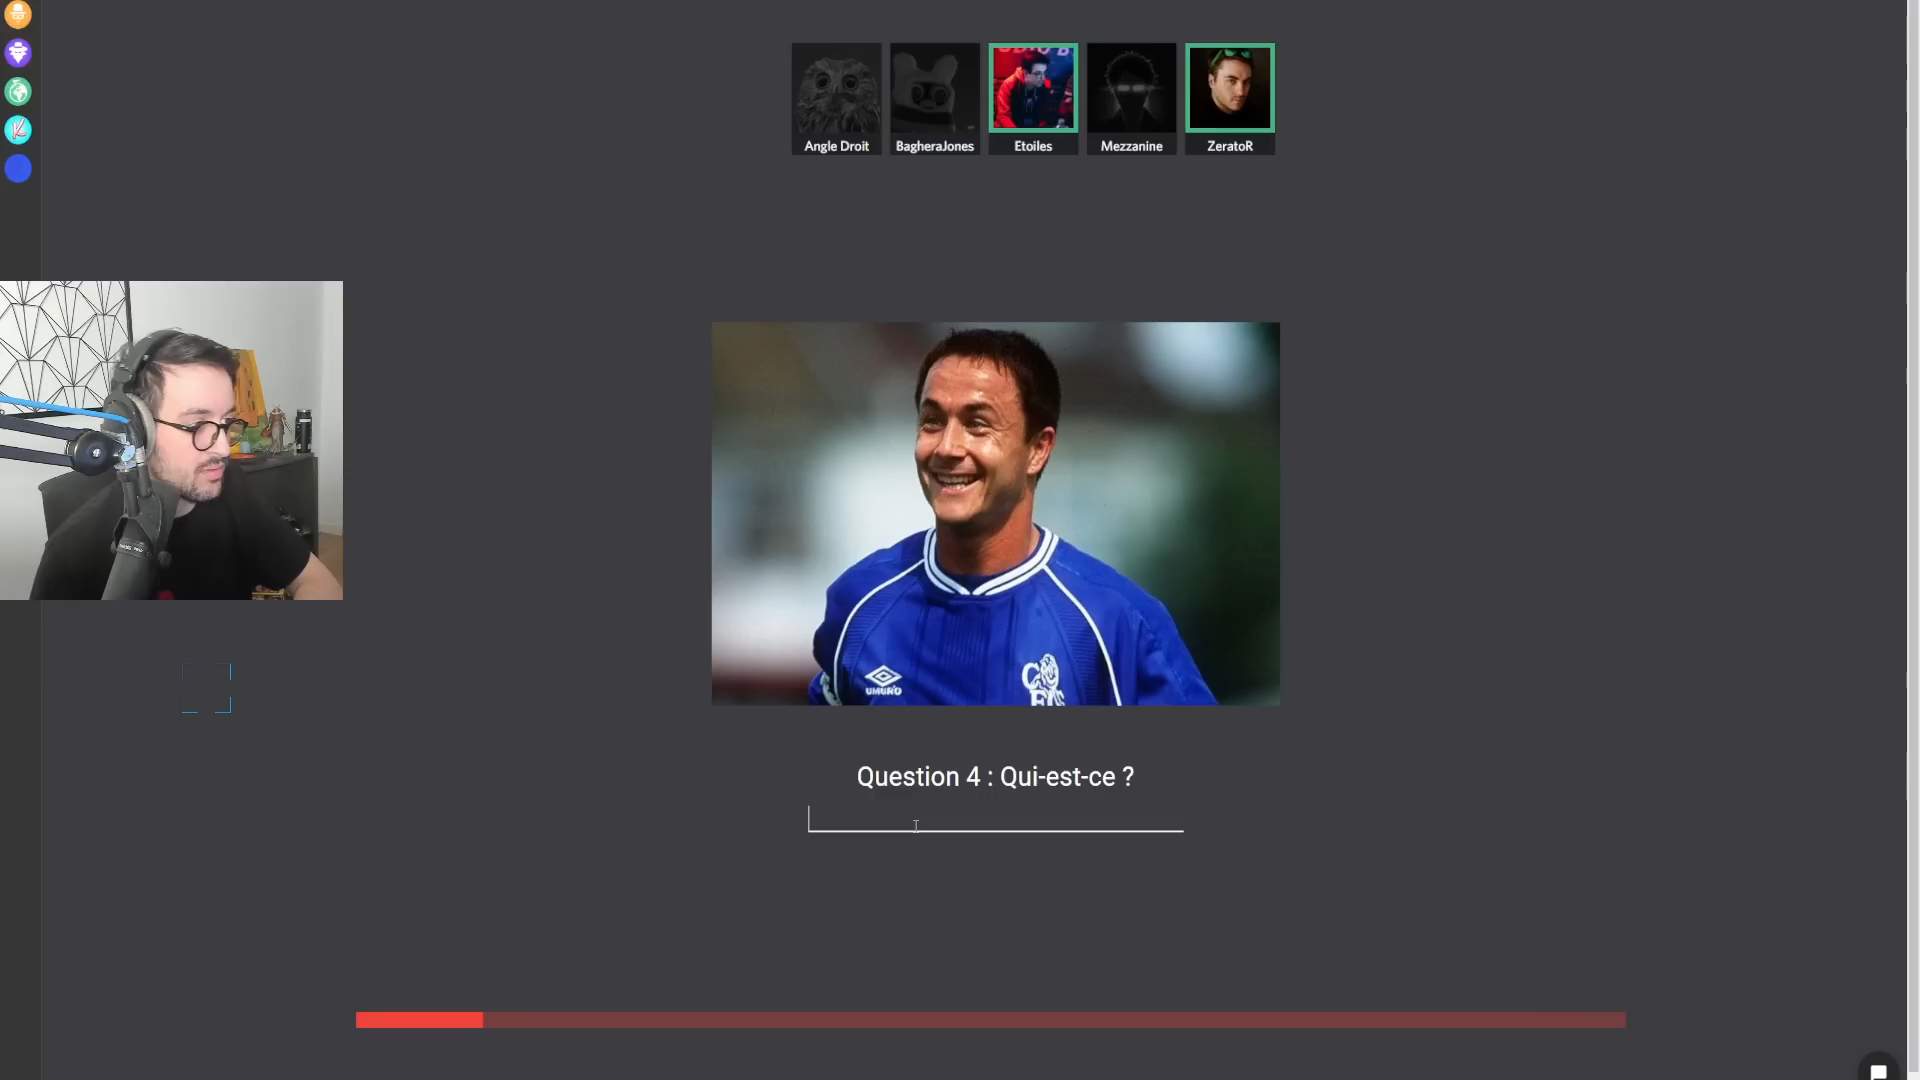 Angle Droit
BagheraJones
Etoiles
Mezzanine
ZeratoR
UMBRO
Question 4 : Qui-est-ce ?